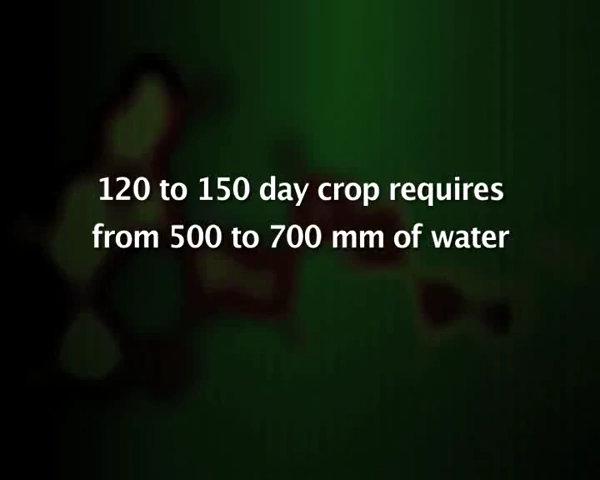 120 to 150 day crop requires
from 500 to 700 mm of water